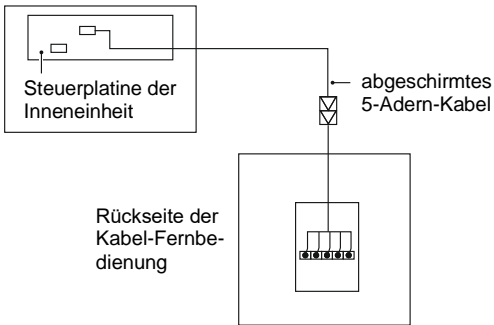 Steuerplatine der
Inneneinheit
abgeschirmtes
5-Adern-Kabel
Rückseite der
Kabel-Fernbe-
dienung